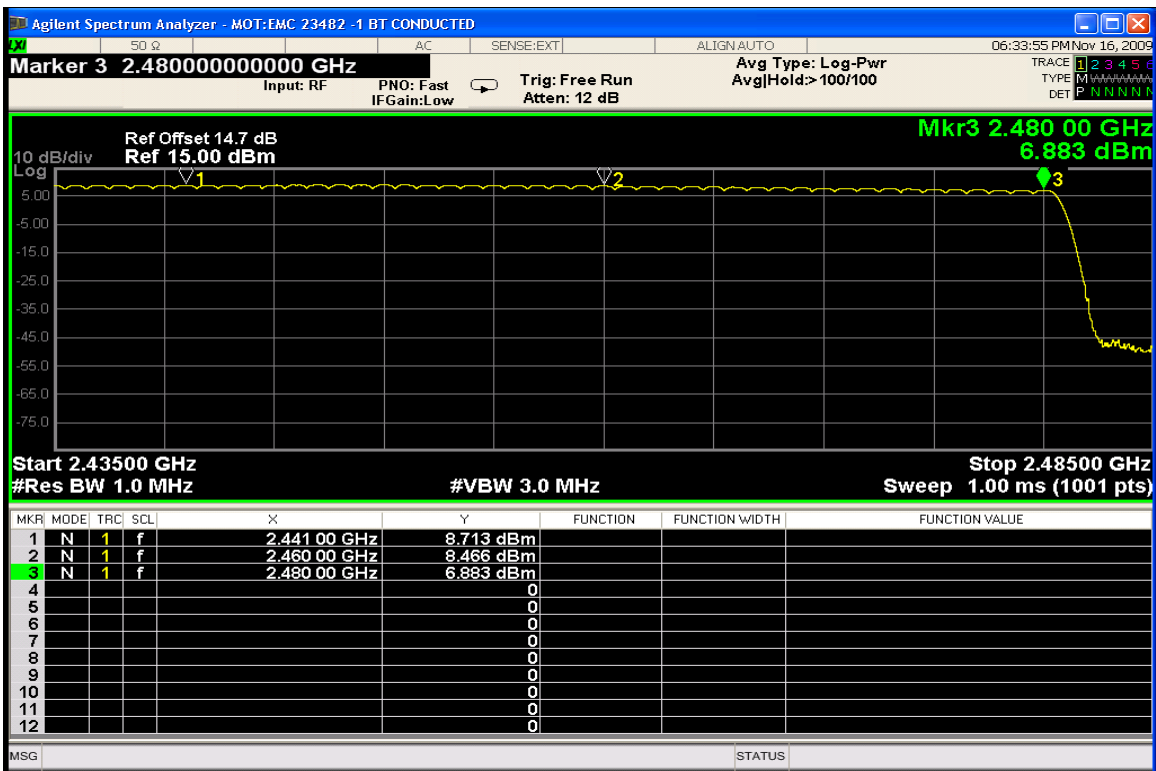 Agilent Spectrum Analyzer - MOT:EMC 23482 -1 BT CONDUCTED
LXI 50 Ω AC SENSE:EXT ALIGN AUTO 06:33:55 PM Nov 16, 2009
Marker 3 2.480000000000 GHz
Input: RF PNO: Fast IFGain:Low
Trig: Free Run
Atten: 12 dB
Avg Type: Log-Pwr
Avg|Hold:>100/100
TRACE 1 2 3 4 5 6
TYPE M
DET P N N N N N
Mkr3 2.480 00 GHz
6.883 dBm
Ref Offset 14.7 dB
10 dB/div Ref 15.00 dBm
Log
1
2
3
5.00
-5.00
-15.0
-25.0
-35.0
-45.0
-55.0
-65.0
-75.0
Start 2.43500 GHz Stop 2.48500 GHz
#Res BW 1.0 MHz #VBW 3.0 MHz Sweep 1.00 ms (1001 pts)
MKR MODE TRC SCL X Y FUNCTION FUNCTION WIDTH FUNCTION VALUE
1 N 1 f 2.441 00 GHz 8.713 dBm
2 N 1 f 2.460 00 GHz 8.466 dBm
3 N 1 f 2.480 00 GHz 6.883 dBm
4 0
5 0
6 0
7 0
8 0
9 0
10 0
11 0
12 0
MSG STATUS